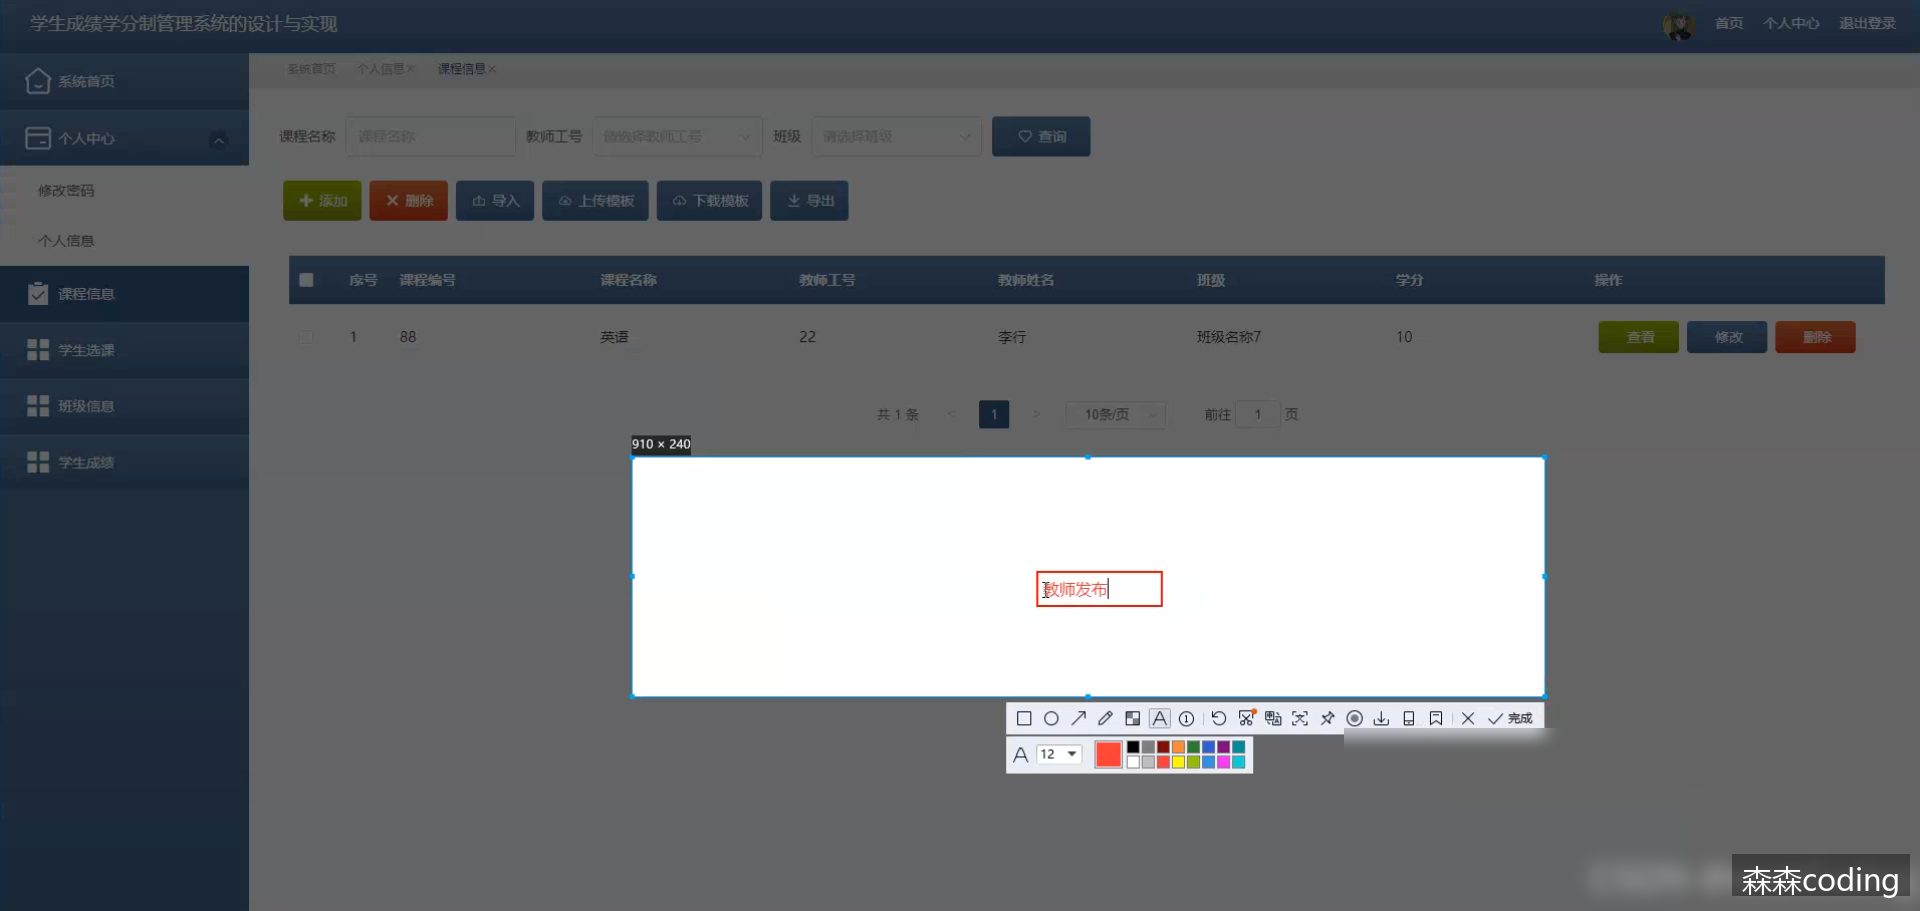 学生成绩学分制管理系统的设计与实现
首页 个人中心 退出登录
系统首页
个人中心
修改密码
个人信息
课程信息
学生选课
班级信息
学生成绩
系统首页 个人信息× 课程信息×
课程名称 课程名称 教师工号 请选择教师工号 班级 请选择班级 查询
添加 删除 导入 上传模板 下载模板 导出
序号 课程编号 课程名称 教师工号 教师姓名 班级 学分 操作
1 88 英语 22 李行 班级名称7 10 查看 修改 删除
共 1 条 < 1 > 10条/页 前往 1 页
910 × 240
教师发布
完成
A 12
森森coding